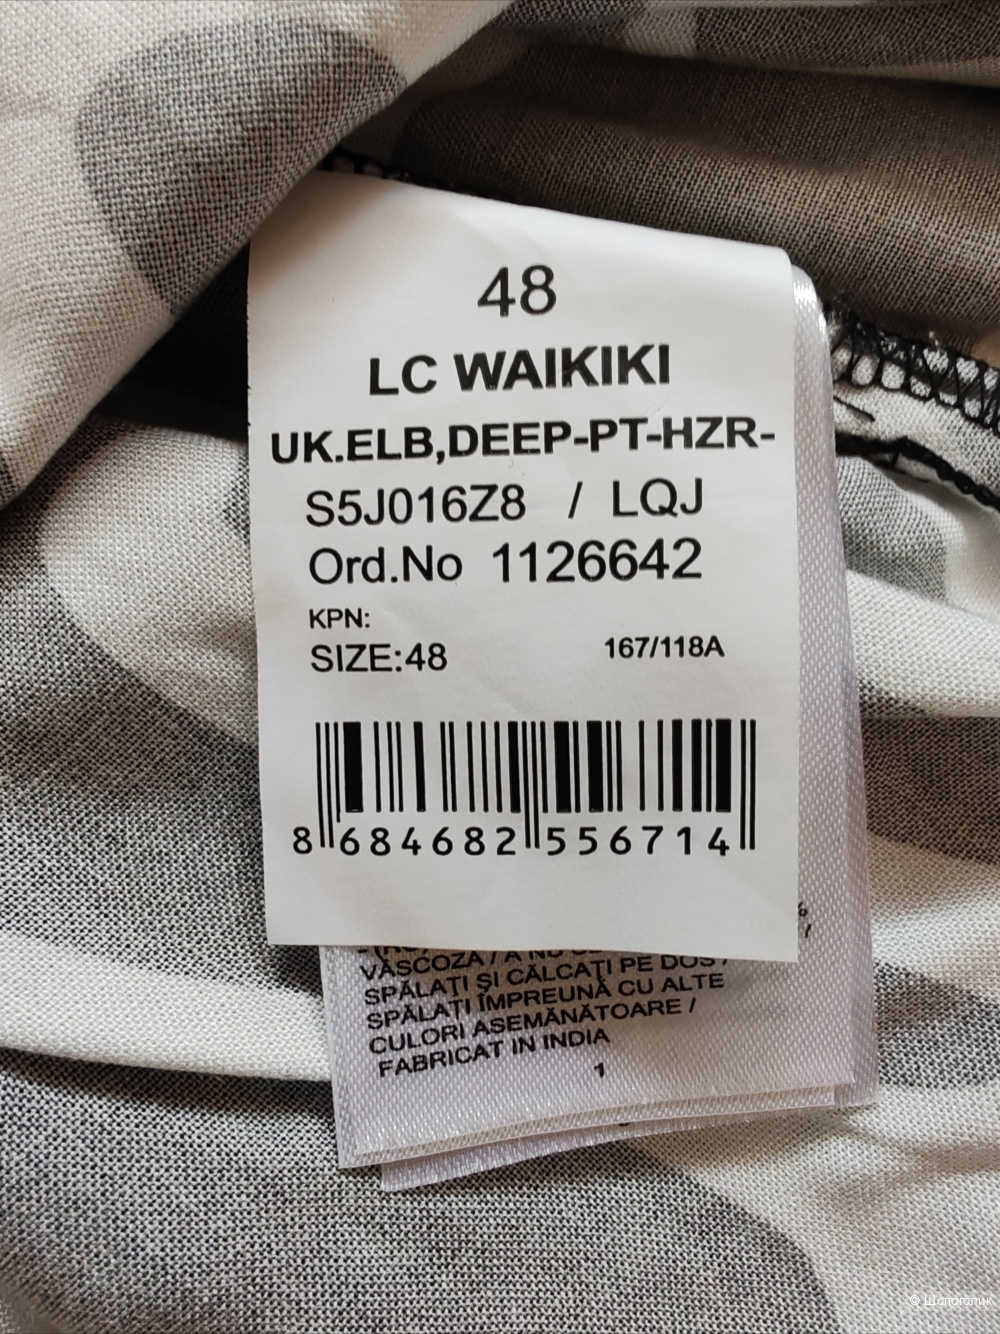 48
LC WAIKIKI
UK.ELB,DEEP-PT-HZR-
S5J016Z8 / LQJ
Ord.No 1126642
KPN:
SIZE:48 167/118A
8 684682 556714
VÂSCOZA / A NU
SPĂLAȚI ȘI CĂLCAȚI PE DOS /
SPĂLAȚI ÎMPREUNĂ CU ALTE
CULORI ASEMĂNĂTOARE /
FABRICAT IN INDIA
1
© Шопоголик